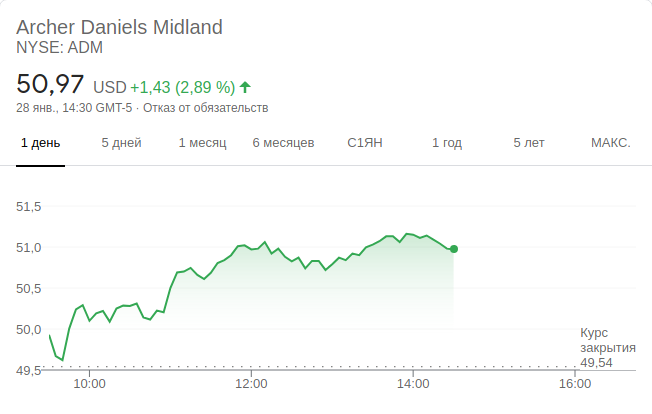 Archer Daniels Midland
NYSE: ADM
50,97 USD +1,43 (2,89 %)
28 янв., 14:30 GMT-5 · Отказ от обязательств
1 день 5 дней 1 месяц 6 месяцев С1ЯН 1 год 5 лет МАКС.
51,5
51,0
50,5
50,0
Курс
закрытия
49,54
49,5
10:00 12:00 14:00 16:00